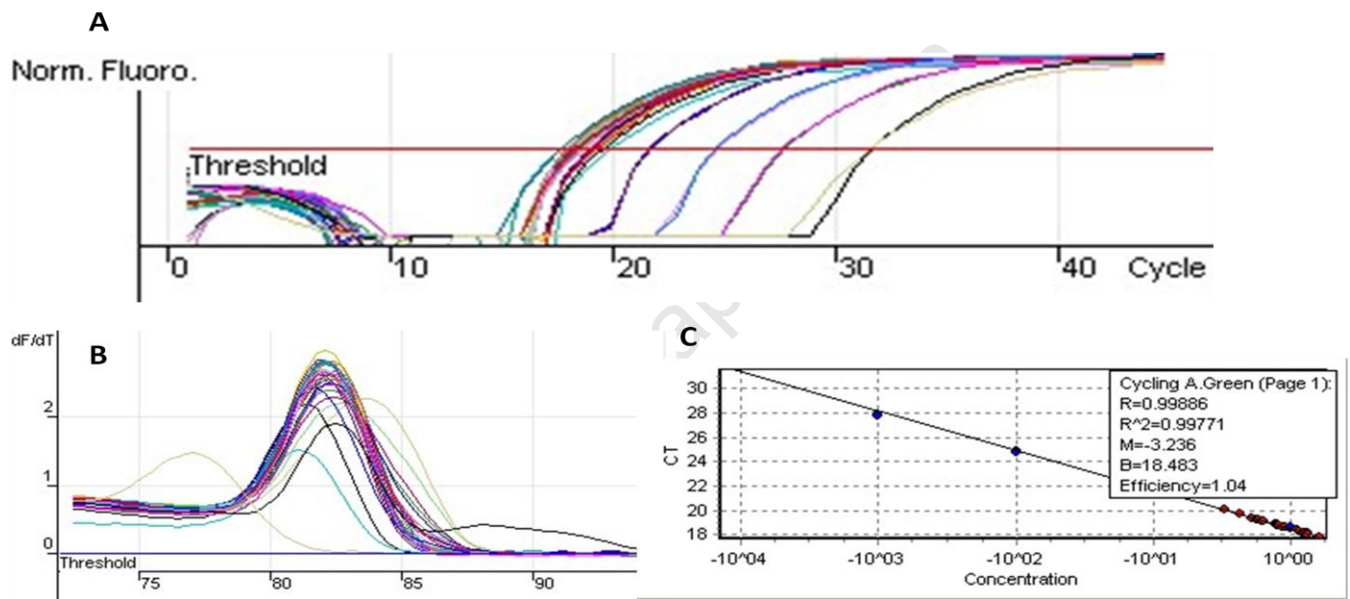 A
Norm. Fluoro.
Threshold
0 10 20 30 40 Cycle
B
dF/dT
2
1
0
Threshold
75 80 85 90
C
CT
30
28
26
24
22
20
18
Cycling A.Green (Page 1):
R=0.99886
R^2=0.99771
M=-3.236
B=18.483
Efficiency=1.04
-10^04 -10^03 -10^02 -10^01 10^00
Concentration